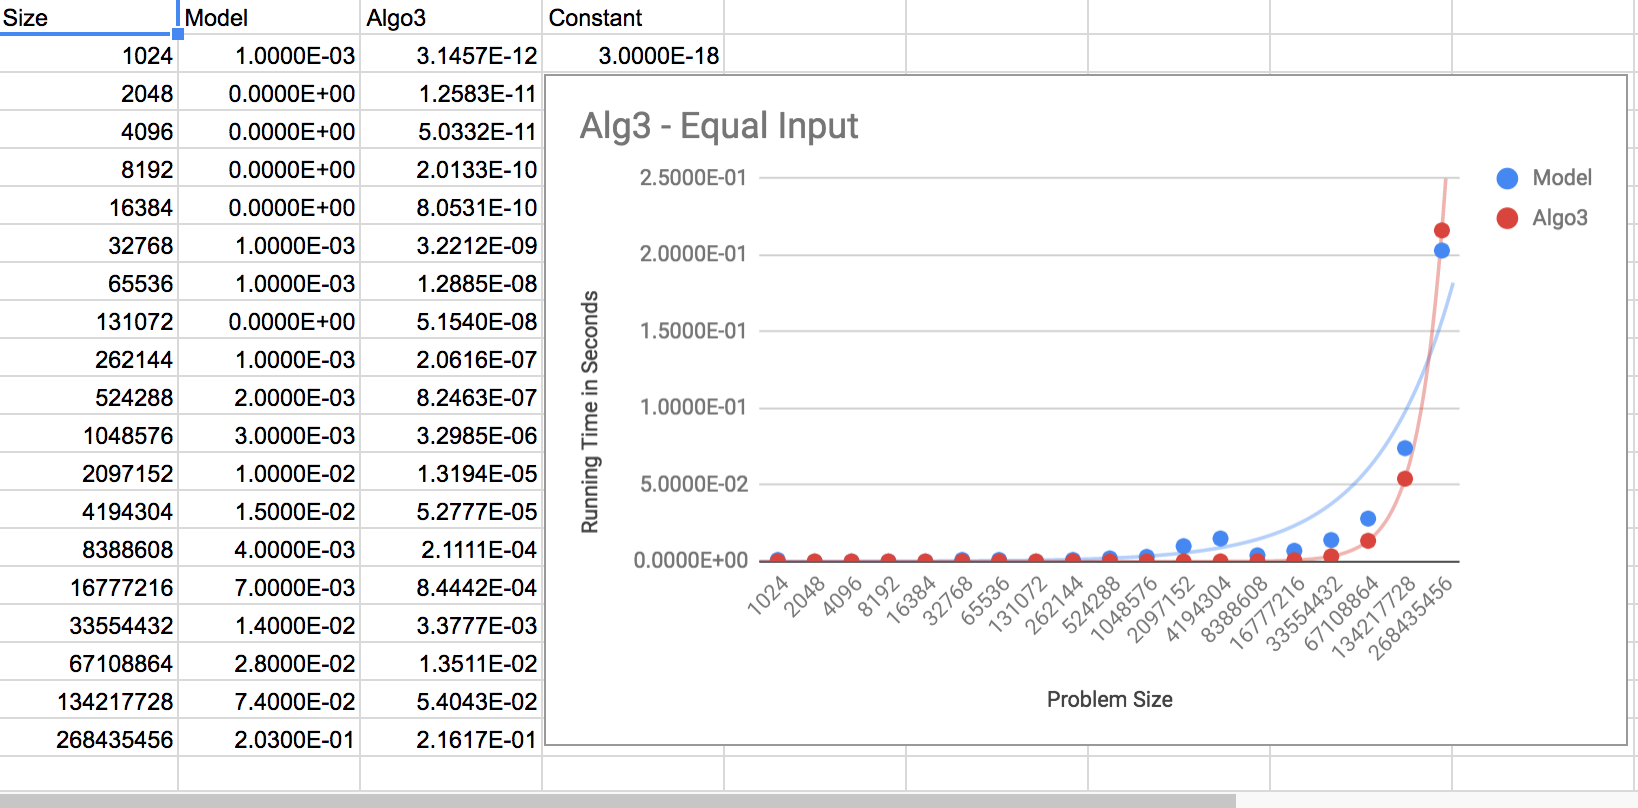 Size Model Algo3 Constant
1024 1.0000E-03 3.1457E-12 3.0000E-18
2048 0.0000E+00 1.2583E-11
4096 0.0000E+00 5.0332E-11
8192 0.0000E+00 2.0133E-10
16384 0.0000E+00 8.0531E-10
32768 1.0000E-03 3.2212E-09
65536 1.0000E-03 1.2885E-08
131072 0.0000E+00 5.1540E-08
262144 1.0000E-03 2.0616E-07
524288 2.0000E-03 8.2463E-07
1048576 3.0000E-03 3.2985E-06
2097152 1.0000E-02 1.3194E-05
4194304 1.5000E-02 5.2777E-05
8388608 4.0000E-03 2.1111E-04
16777216 7.0000E-03 8.4442E-04
33554432 1.4000E-02 3.3777E-03
67108864 2.8000E-02 1.3511E-02
134217728 7.4000E-02 5.4043E-02
268435456 2.0300E-01 2.1617E-01
Alg3 - Equal Input
Model
Algo3
Running Time in Seconds
2.5000E-01
2.0000E-01
1.5000E-01
1.0000E-01
5.0000E-02
0.0000E+00
1024
2048
4096
8192
16384
32768
65536
131072
262144
524288
1048576
2097152
4194304
8388608
16777216
33554432
67108864
134217728
268435456
Problem Size